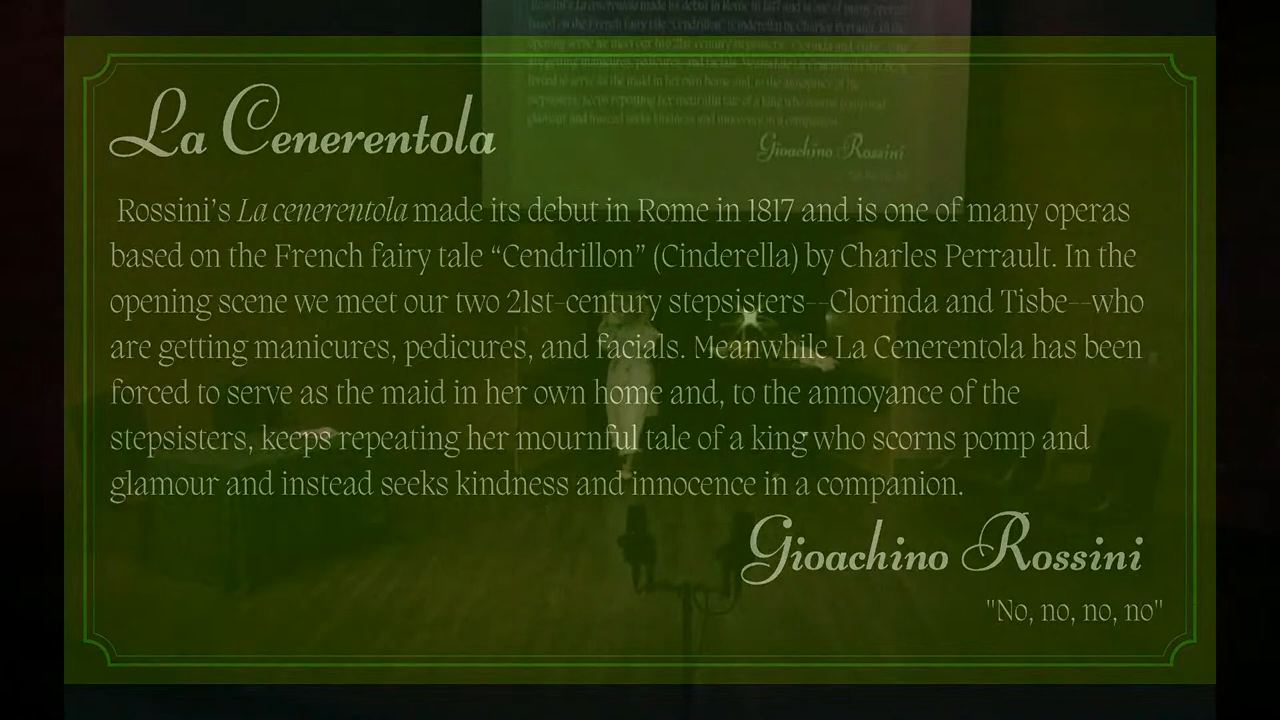 La Cenerentola
Rossini’s La cenerentola made its debut in Rome in 1817 and is one of many operas
based on the French fairy tale “Cendrillon” (Cinderella) by Charles Perrault. In the
opening scene we meet our two 21st-century stepsisters--Clorinda and Tisbe--who
are getting manicures, pedicures, and facials. Meanwhile La Cenerentola has been
forced to serve as the maid in her own home and, to the annoyance of the
stepsisters, keeps repeating her mournful tale of a king who scorns pomp and
glamour and instead seeks kindness and innocence in a companion.
Gioachino Rossini
"No, no, no, no"